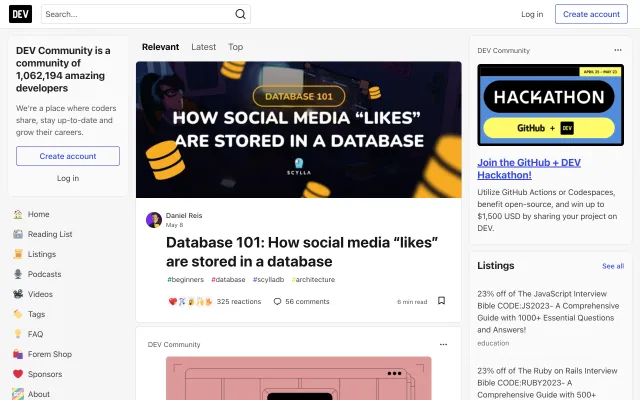 DEV
Search...
Log in
Create account
DEV Community is a
community of
1,062,194 amazing
developers
We're a place where coders
share, stay up-to-date and
grow their careers.
Create account
Log in
Home
Reading List
Listings
Podcasts
Videos
Tags
FAQ
Forem Shop
Sponsors
About
Relevant
Latest
Top
DATABASE 101
HOW SOCIAL MEDIA “LIKES”
ARE STORED IN A DATABASE
SCYLLA
Daniel Reis
May 8
Database 101: How social media “likes”
are stored in a database
#beginners
#database
#scylladb
#architecture
325 reactions
56 comments
6 min read
DEV Community
DEV Community
APRIL 25 - MAY 23
HACKATHON
GitHub + DEV
Join the GitHub + DEV
Hackathon!
Utilize GitHub Actions or Codespaces,
benefit open-source, and win up to
$1,500 USD by sharing your project on
DEV.
Listings
See all
23% off of The JavaScript Interview
Bible CODE:JS2023- A Comprehensive
Guide with 1000+ Essential Questions
and Answers!
education
23% off of The Ruby on Rails Interview
Bible CODE:RUBY2023- A
Comprehensive Guide with 500+